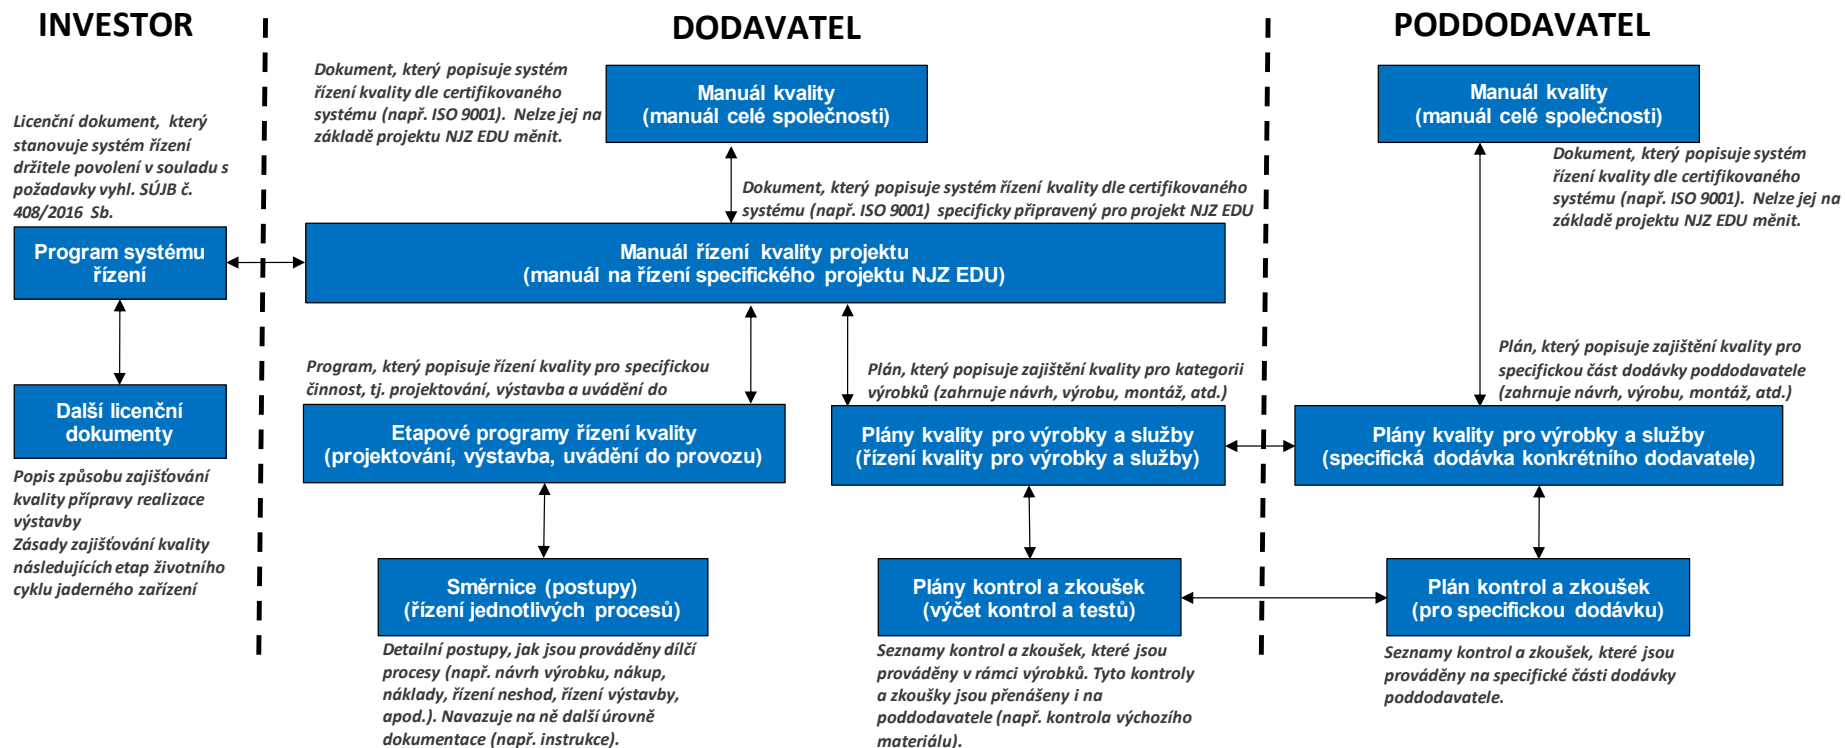 INVESTOR
Licenční dokument, který
stanovuje systém řízení
držitele povolení v souladu s
požadavky vyhl. SÚJB č.
408/2016 Sb.
Program systému
řízení
Další licenční
dokumenty
Popis způsobu zajišťování
kvality přípravy realizace
výstavby
Zásady zajišťování kvality
následujících etap životního
cyklu jaderného zařízení
DODAVATEL
Dokument, který popisuje systém
řízení kvality dle certifikovaného
systému (např. ISO 9001). Nelze jej na
základě projektu NJZ EDU měnit.
Manuál kvality
(manuál celé společnosti)
Dokument, který popisuje systém řízení kvality dle certifikovaného
systému (např. ISO 9001) specificky připravený pro projekt NJZ EDU
Manuál řízení kvality projektu
(manuál na řízení specifického projektu NJZ EDU)
Program, který popisuje řízení kvality pro specifickou
činnost, tj. projektování, výstavba a uvádění do
Etapové programy řízení kvality
(projektování, výstavba, uvádění do provozu)
Směrnice (postupy)
(řízení jednotlivých procesů)
Detailní postupy, jak jsou prováděny dílčí
procesy (např. návrh výrobku, nákup,
náklady, řízení neshod, řízení výstavby,
apod.). Navazuje na ně další úrovně
dokumentace (např. instrukce).
Plán, který popisuje zajištění kvality pro kategorii
výrobků (zahrnuje návrh, výrobu, montáž, atd.)
Plány kvality pro výrobky a služby
(řízení kvality pro výrobky a služby)
Plány kontrol a zkoušek
(výčet kontrol a testů)
Seznamy kontrol a zkoušek, které jsou
prováděny v rámci výrobků. Tyto kontroly
a zkoušky jsou přenášeny i na
poddodavatele (např. kontrola výchozího
materiálu).
PODDODAVATEL
Manuál kvality
(manuál celé společnosti)
Dokument, který popisuje systém
řízení kvality dle certifikovaného
systému (např. ISO 9001). Nelze jej na
základě projektu NJZ EDU měnit.
Plán, který popisuje zajištění kvality pro
specifickou část dodávky poddodavatele
(zahrnuje návrh, výrobu, montáž, atd.)
Plány kvality pro výrobky a služby
(specifická dodávka konkrétního dodavatele)
Plán kontrol a zkoušek
(pro specifickou dodávku)
Seznamy kontrol a zkoušek, které jsou
prováděny na specifické části dodávky
poddodavatele.